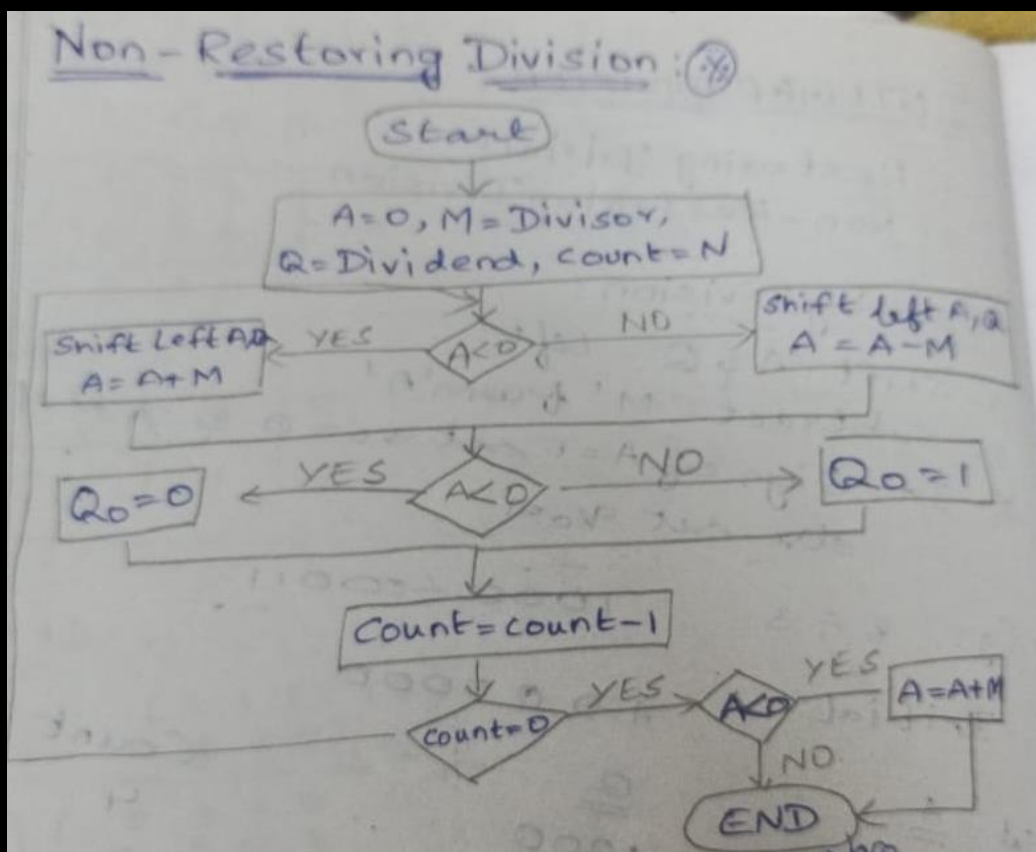 Non-Restoring Division:
Start
A=0, M=Divisor,
Q=Dividend, Count=N
A<0
YES
Shift Left A,Q
A=A+M
NO
Shift left A,Q
A=A-M
A<0
YES
Q0=0
NO
Q0=1
Count=count-1
count=0
YES
A<0
YES
A=A+M
NO
END